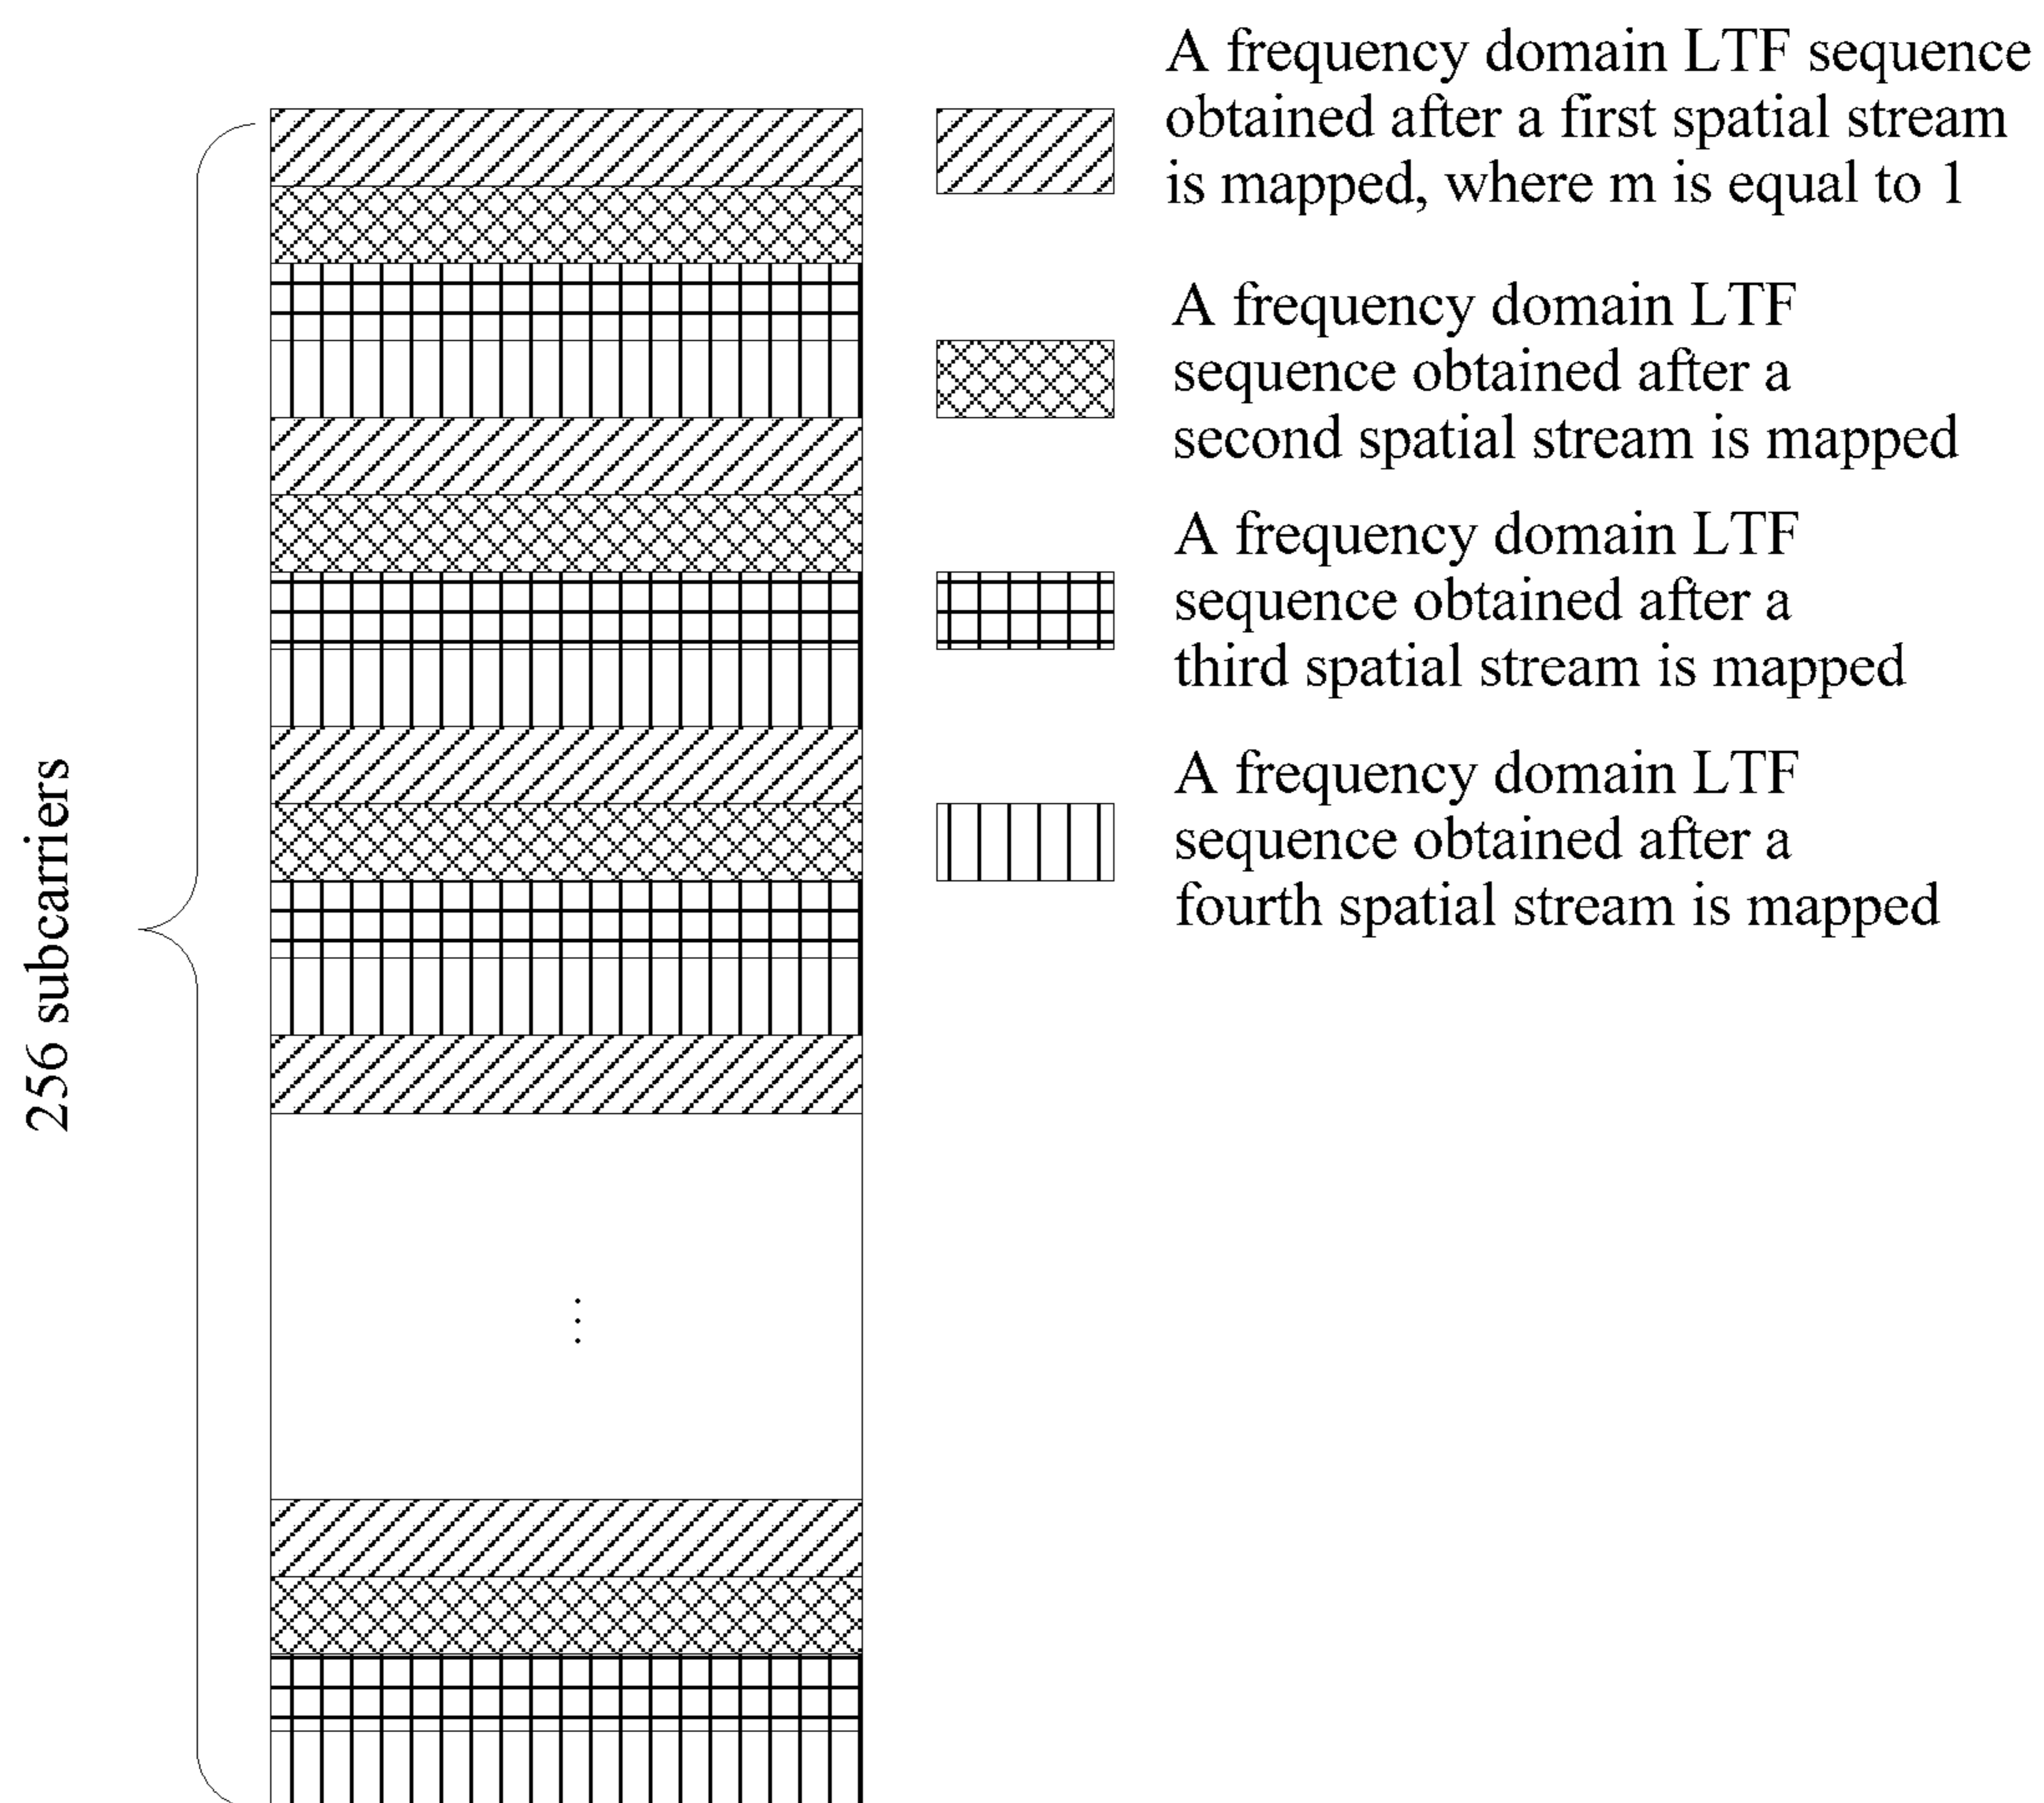 A frequency domain LTF sequence
obtained after a first spatial stream
is mapped, where m is equal to 1
A frequency domain LTF
sequence obtained after a
second spatial stream is mapped
A frequency domain LTF
sequence obtained after a
third spatial stream is mapped
A frequency domain LTF
sequence obtained after a
fourth spatial stream is mapped
256 subcarriers